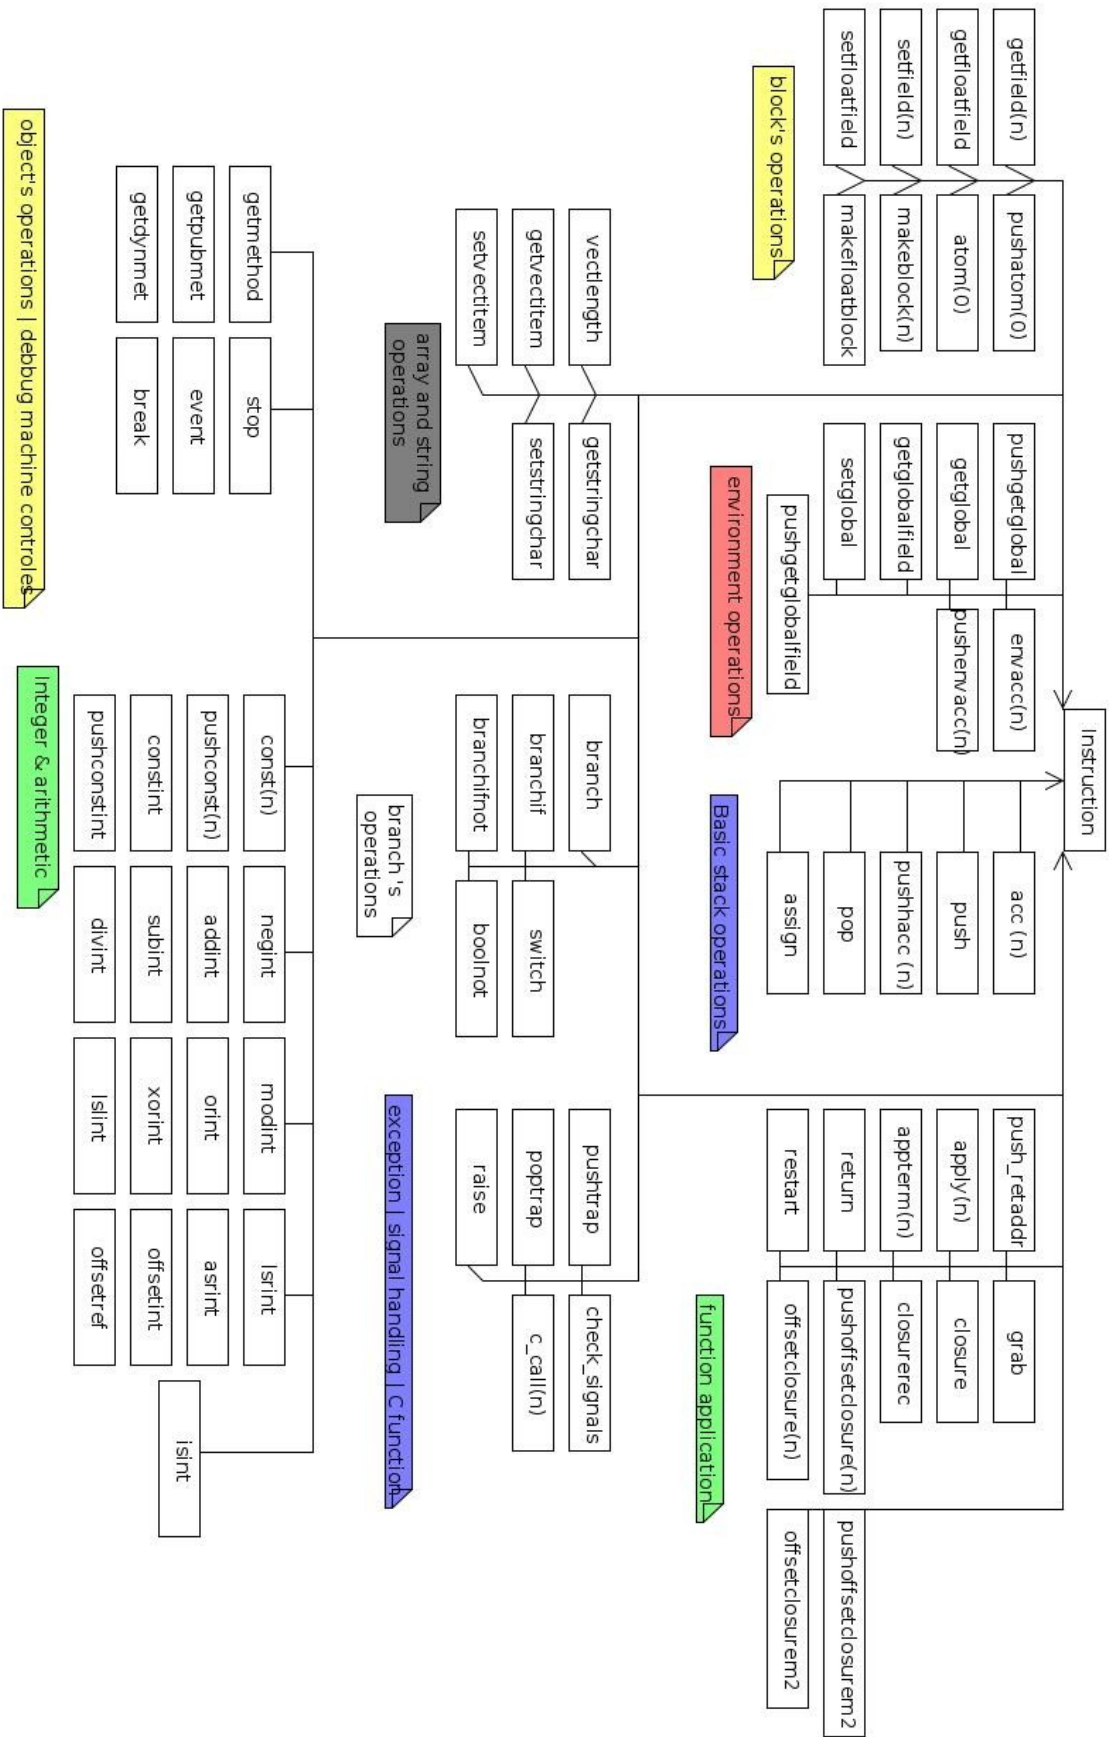 Instruction
getfield(n)
pushatom(0)
getfloatfield
atom(0)
setfield(n)
makeblock(n)
setfloatfield
makefloatblock
block's operations
pushgetglobal
envacc(n)
getglobal
pushenvacc(n)
getglobalfield
setglobal
pushgetglobalfield
environment operations
acc (n)
push
pushhacc (n)
pop
assign
Basic stack operations
push_retaddr
grab
apply(n)
closure
appterm(n)
closurerec
return
pushoffsetclosure(n)
pushoffsetclosurem2
restart
offsetclosure(n)
offsetclosurem2
function application
vectlength
getstringchar
getvectitem
setstringchar
setvectitem
array and string
operations
branch
branchif
switch
branchifnot
boolnot
branch 's
operations
pushtrap
check_signals
poptrap
c_call(n)
raise
exception | signal handling | C function
getmethod
stop
getpubmet
event
getdynmet
break
object's operations | debbug machine controles
const(n)
negint
modint
lsrint
pushconst(n)
addint
orint
asrint
isint
constint
subint
xorint
offsetint
pushconstint
divint
lslint
offsetref
Integer & arithmetic